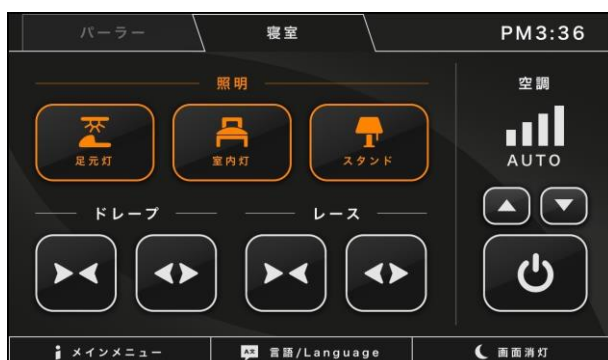 パーラー
寝室
PM3:36
照明
空調
足元灯
室内灯
スタンド
AUTO
ドレープ
レース
メインメニュー
言語/Language
画面消灯